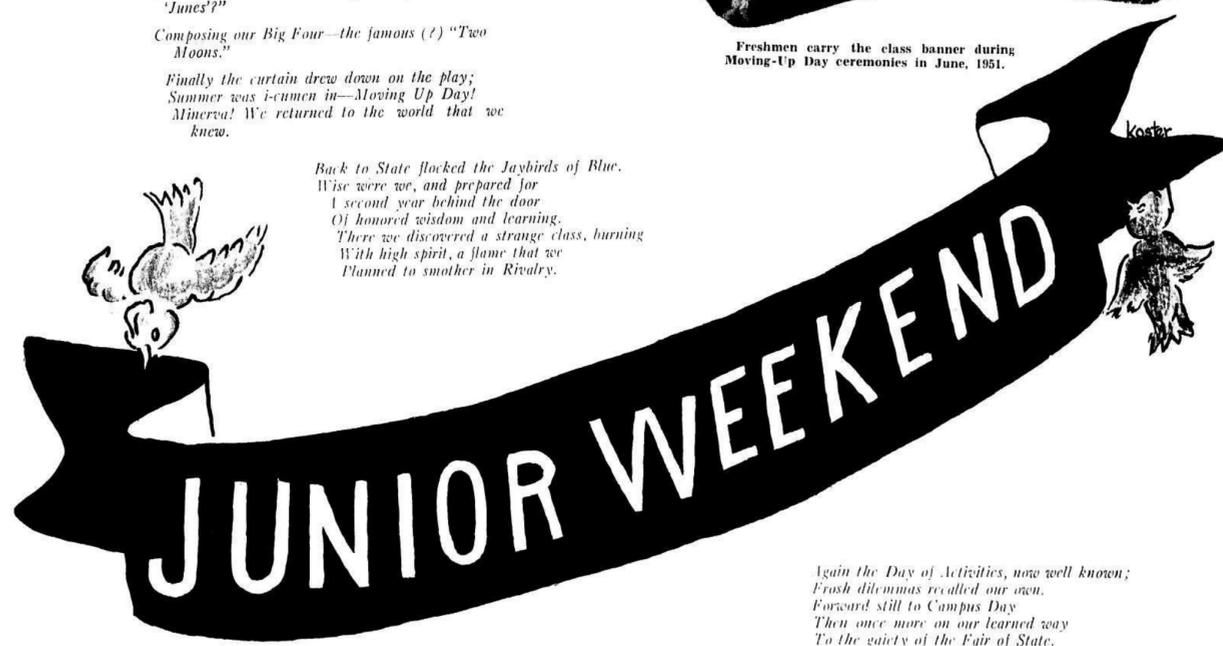 'Junes'?"
Composing our Big Four—the famous (?) "Two
Moons."
Finally the curtain drew down on the play;
Summer was i-cumen in—Moving Up Day!
Minerva! We returned to the world that we
knew.
Freshmen carry the class banner during
Moving-Up Day ceremonies in June, 1951.
Koster
Back to State flocked the Jaybirds of Blue.
Wise were we, and prepared for
A second year behind the door
Of honored wisdom and learning.
There we discovered a strange class, burning
With high spirit, a flame that we
Planned to smother in Rivalry.
JUNIOR WEEKEND
Again the Day of Activities, now well known;
Frosh dilemmas recalled our own.
Forward still to Campus Day
Then once more on our learned way
To the gaiety of the Fair of State.